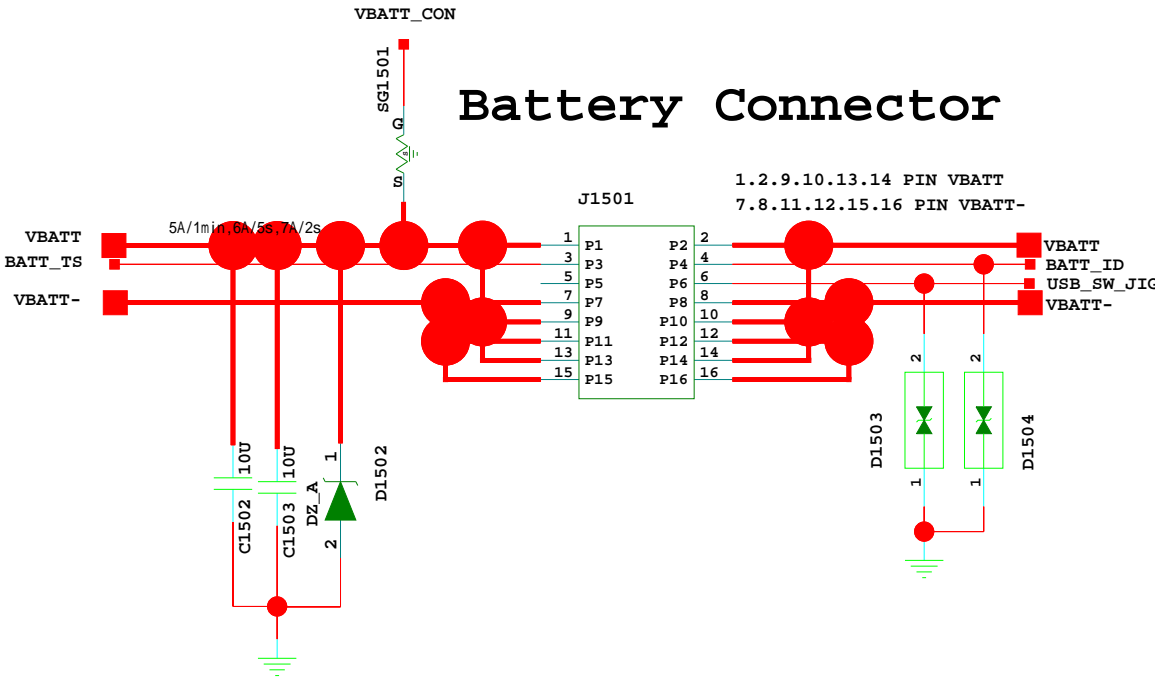 VBATT_CON
SG1501
Battery Connector
G
S
1.2.9.10.13.14 PIN VBATT
7.8.11.12.15.16 PIN VBATT-
J1501
5A/1min,6A/5s,7A/2s
VBATT
BATT_TS
VBATT-
1 P1 P2 2
3 P3 P4 4
5 P5 P6 6
7 P7 P8 8
9 P9 P10 10
11 P11 P12 12
13 P13 P14 14
15 P15 P16 16
VBATT
BATT_ID
USB_SW_JIG
VBATT-
10U
C1502
10U
C1503
1
DZ_A
2
D1502
2
D1503
1
2
D1504
1